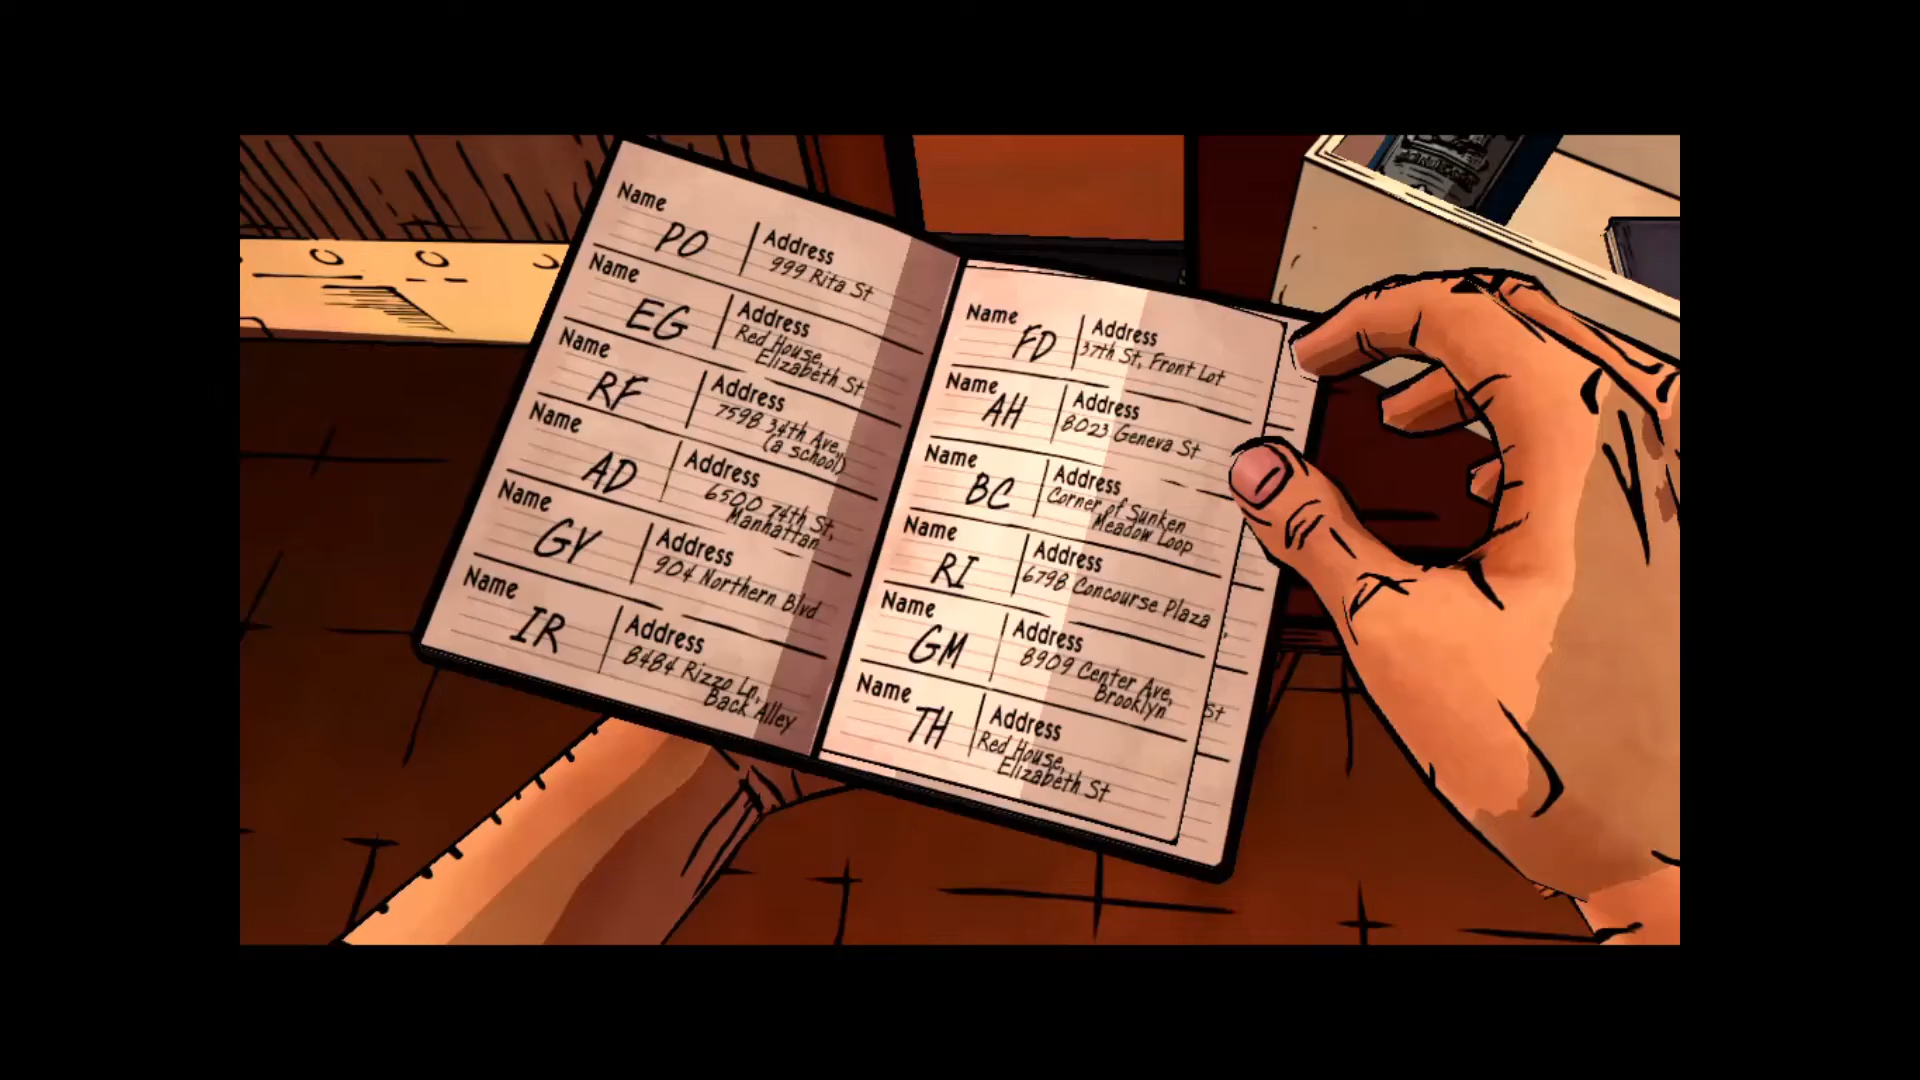 Name
PO
Address
999 Rita St
Name
EG
Address
Red House,
Elizabeth St
Name
RF
Address
759B 34th Ave,
(a school)
Name
AD
Address
6500 74th St,
Manhattan
Name
GY
Address
904 Northern Blvd
Name
IR
Address
8484 Rizzo Ln,
Back Alley
Name
FD
Address
37th St, Front Lot
Name
AH
Address
8023 Geneva St
Name
BC
Address
Corner of Sunken
Meadow Loop
Name
RI
Address
679B Concourse Plaza
Name
GM
Address
8909 Center Ave,
Brooklyn
Name
TH
Address
Red House,
Elizabeth St
St